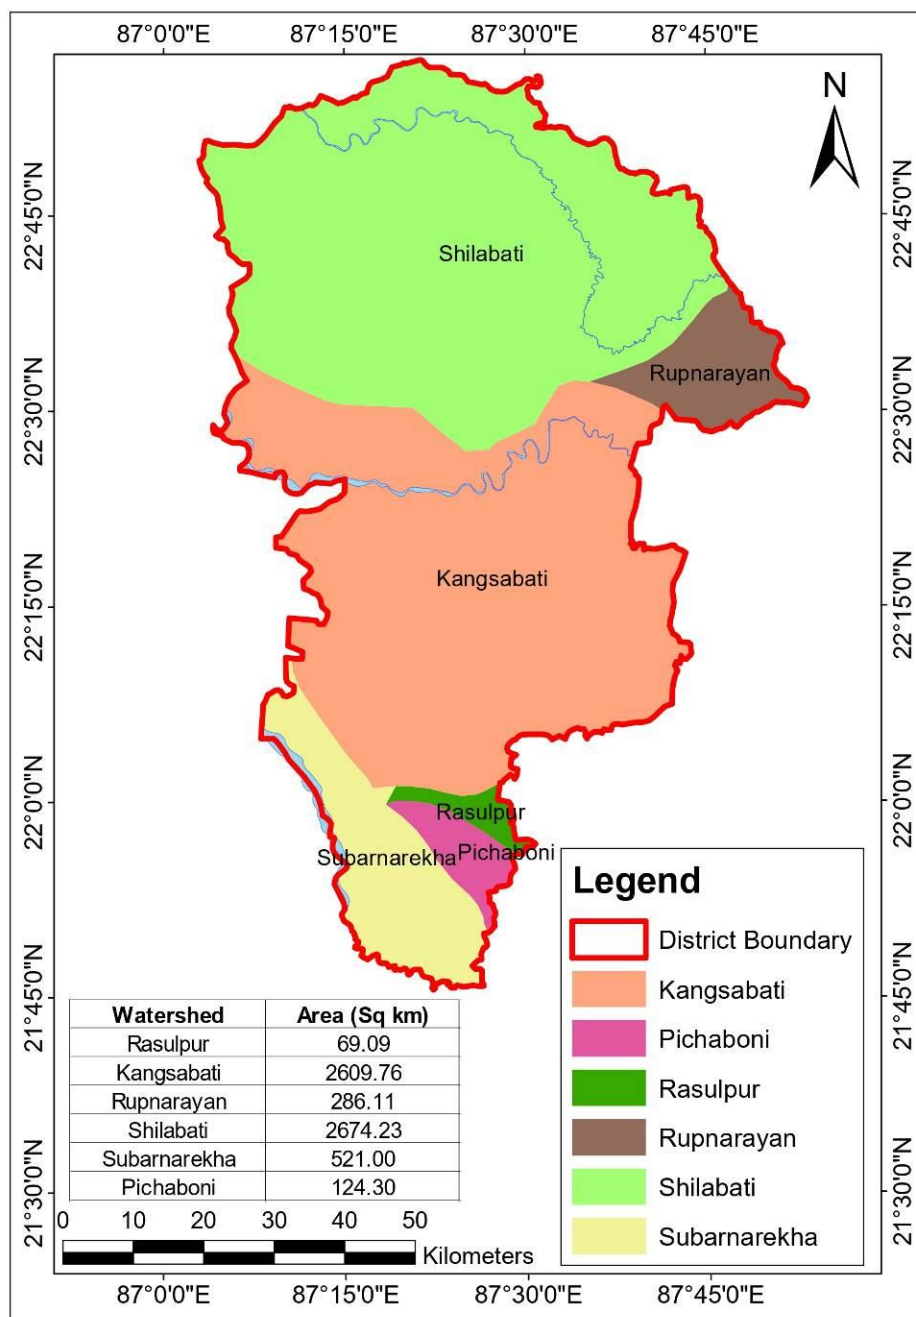 87°0'0"E 87°15'0"E 87°30'0"E 87°45'0"E
N
22°45'0"N 22°45'0"N
Shilabati
Rupnarayan
22°30'0"N 22°30'0"N
Kangsabati
22°15'0"N 22°15'0"N
22°0'0"N 22°0'0"N
Rasulpur
Pichaboni
Subarnarekha
Legend
District Boundary
Kangsabati
Pichaboni
Rasulpur
Rupnarayan
Shilabati
Subarnarekha
21°45'0"N 21°45'0"N
Watershed Area (Sq km)
Rasulpur 69.09
Kangsabati 2609.76
Rupnarayan 286.11
Shilabati 2674.23
Subarnarekha 521.00
Pichaboni 124.30
21°30'0"N 21°30'0"N
0 10 20 30 40 50
Kilometers
87°0'0"E 87°15'0"E 87°30'0"E 87°45'0"E